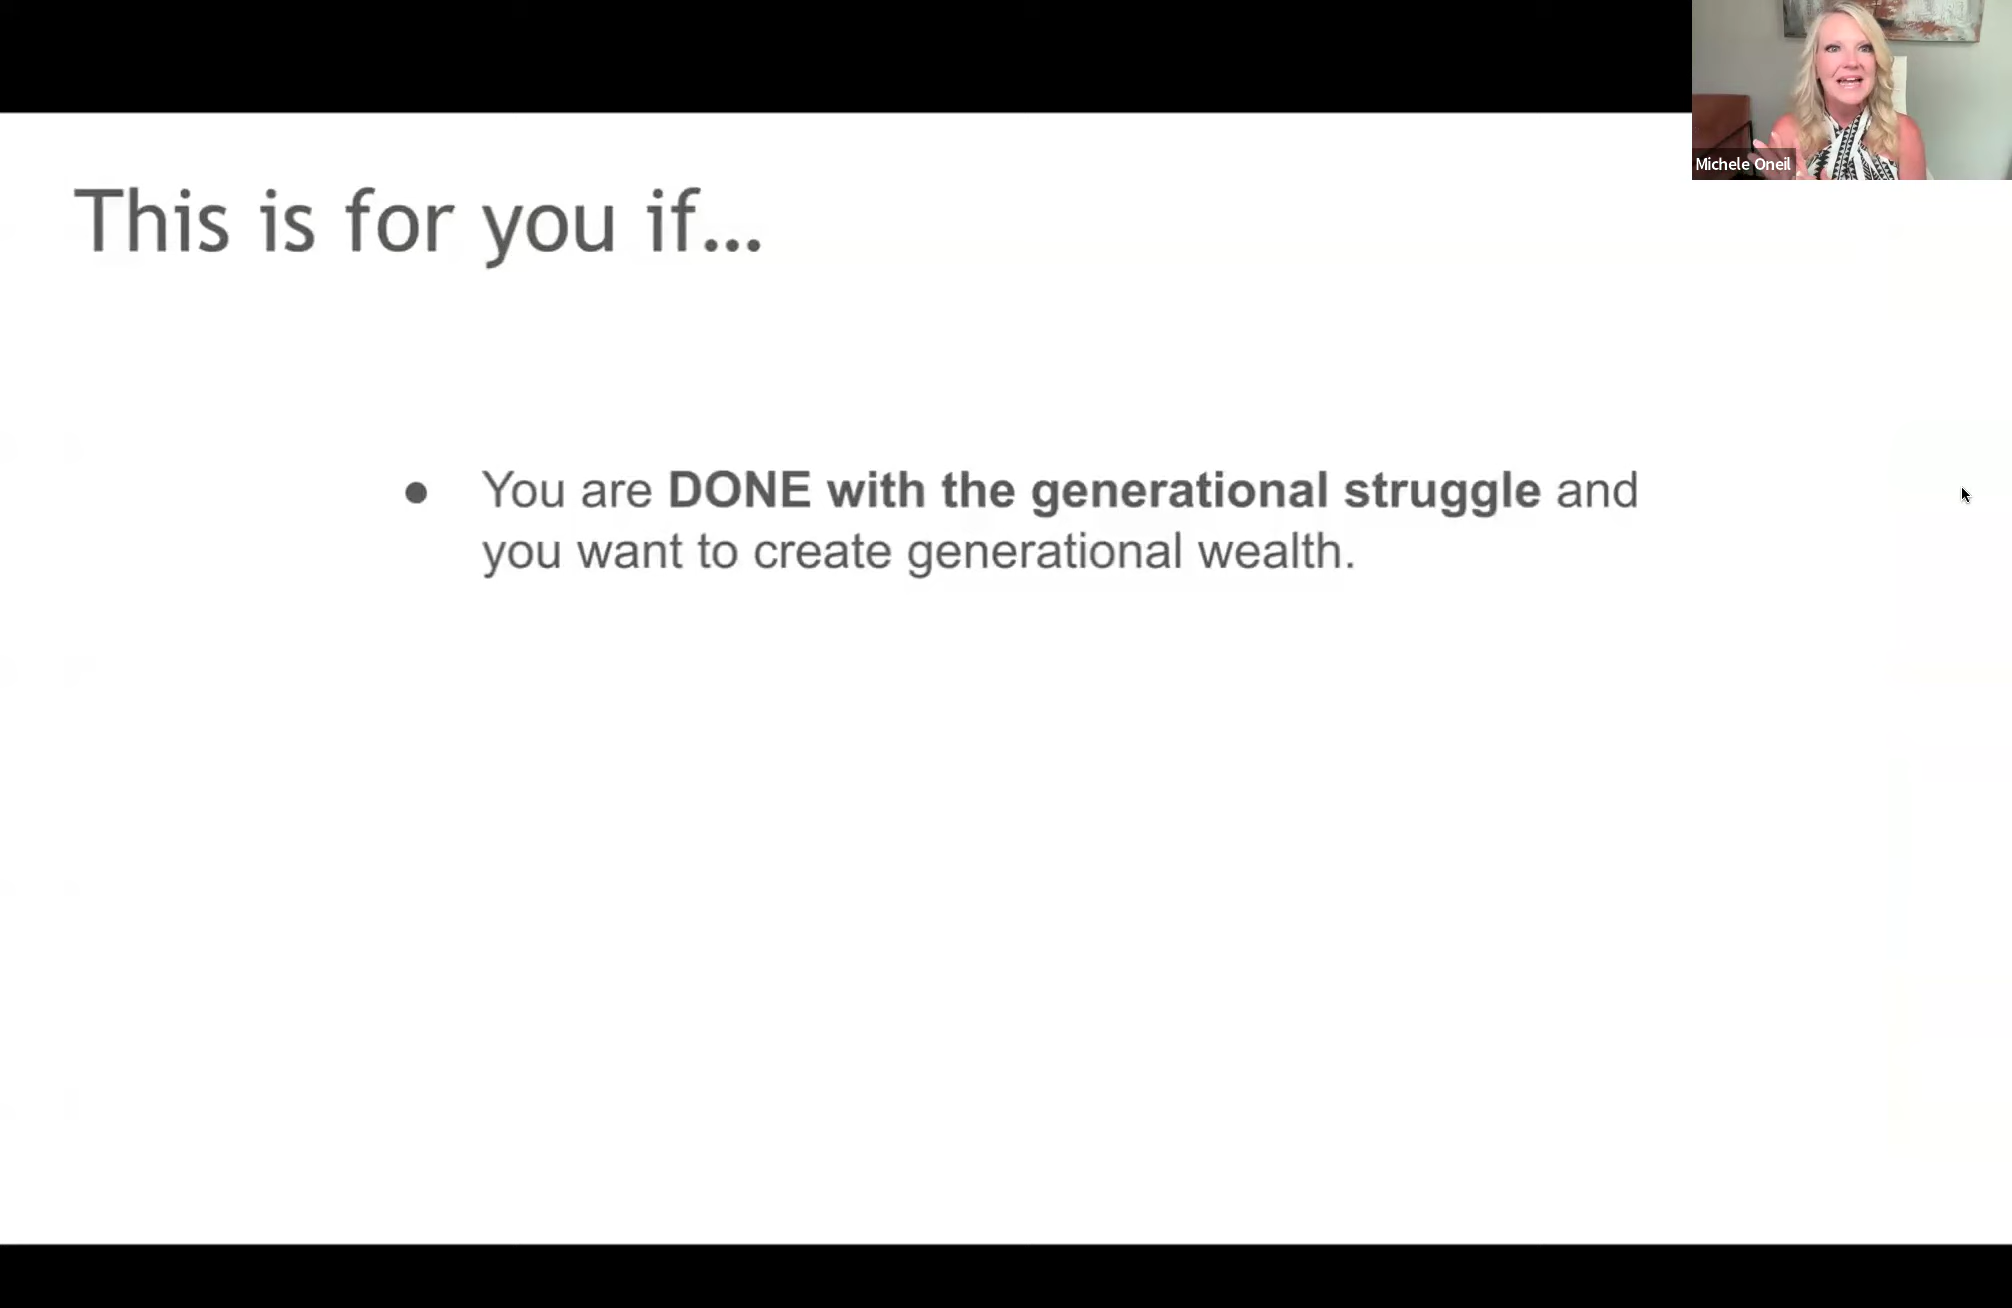 Michele Oneil
This is for you if...
● You are DONE with the generational struggle and
you want to create generational wealth.